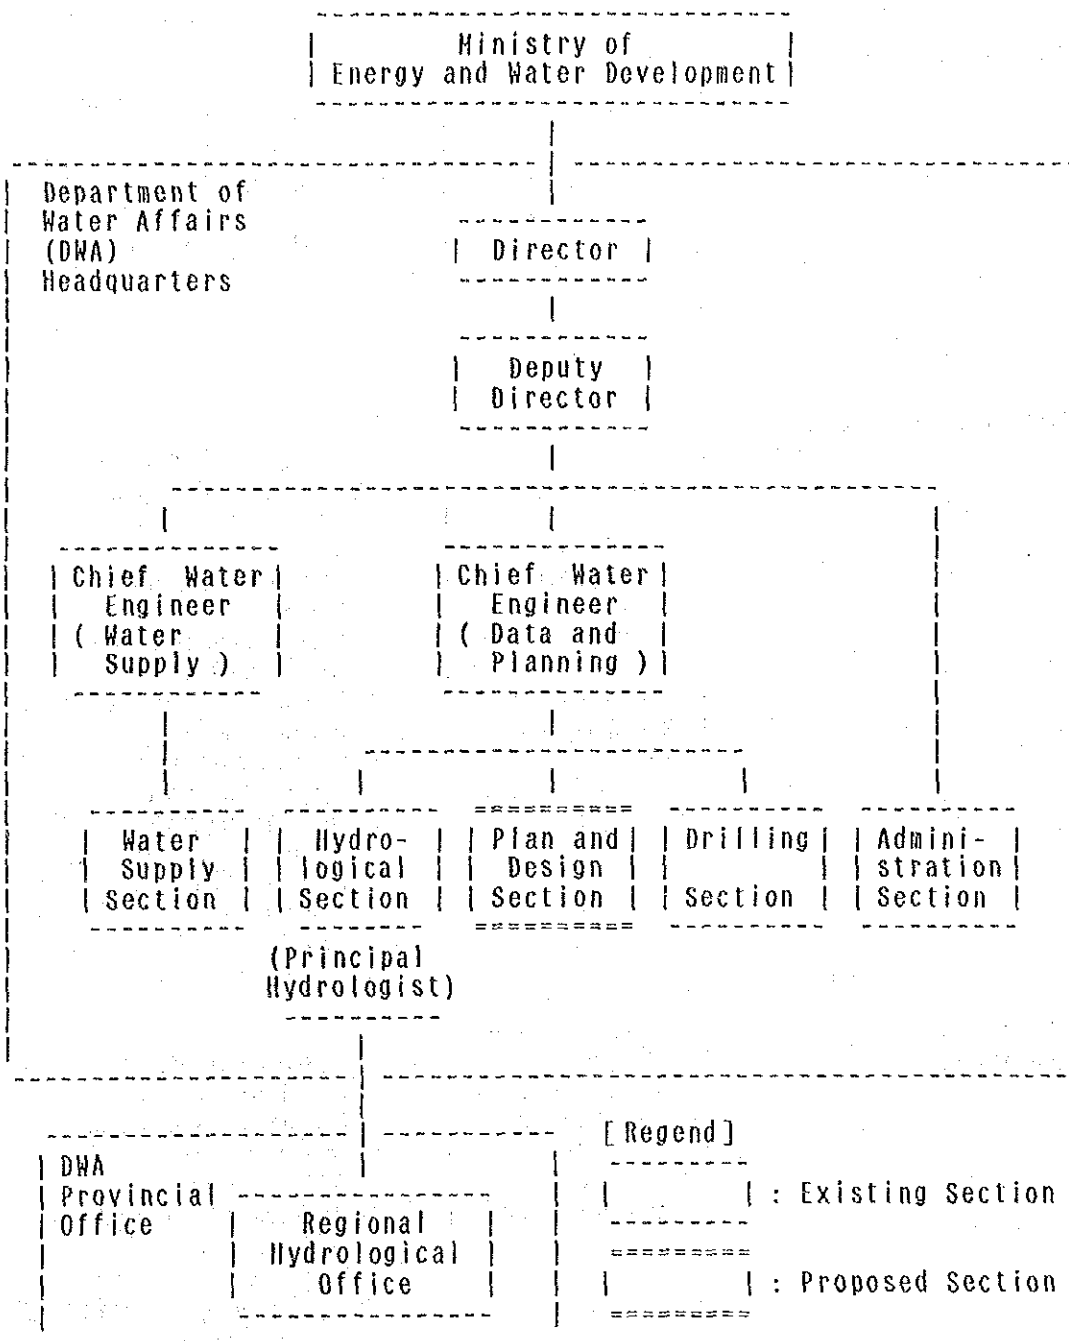 Ministry of
Energy and Water Development
Department of
Water Affairs
(DWA)
Headquarters
Director
Deputy
Director
Chief Water
Engineer
( Water
Supply )
Chief Water
Engineer
( Data and
Planning )
Water
Supply
Section
Hydro-
logical
Section
(Principal
Hydrologist)
Plan and
Design
Section
Drilling
Section
Admini-
stration
Section
DWA
Provincial
Office
Regional
Hydrological
Office
[ Regend ]
: Existing Section
: Proposed Section